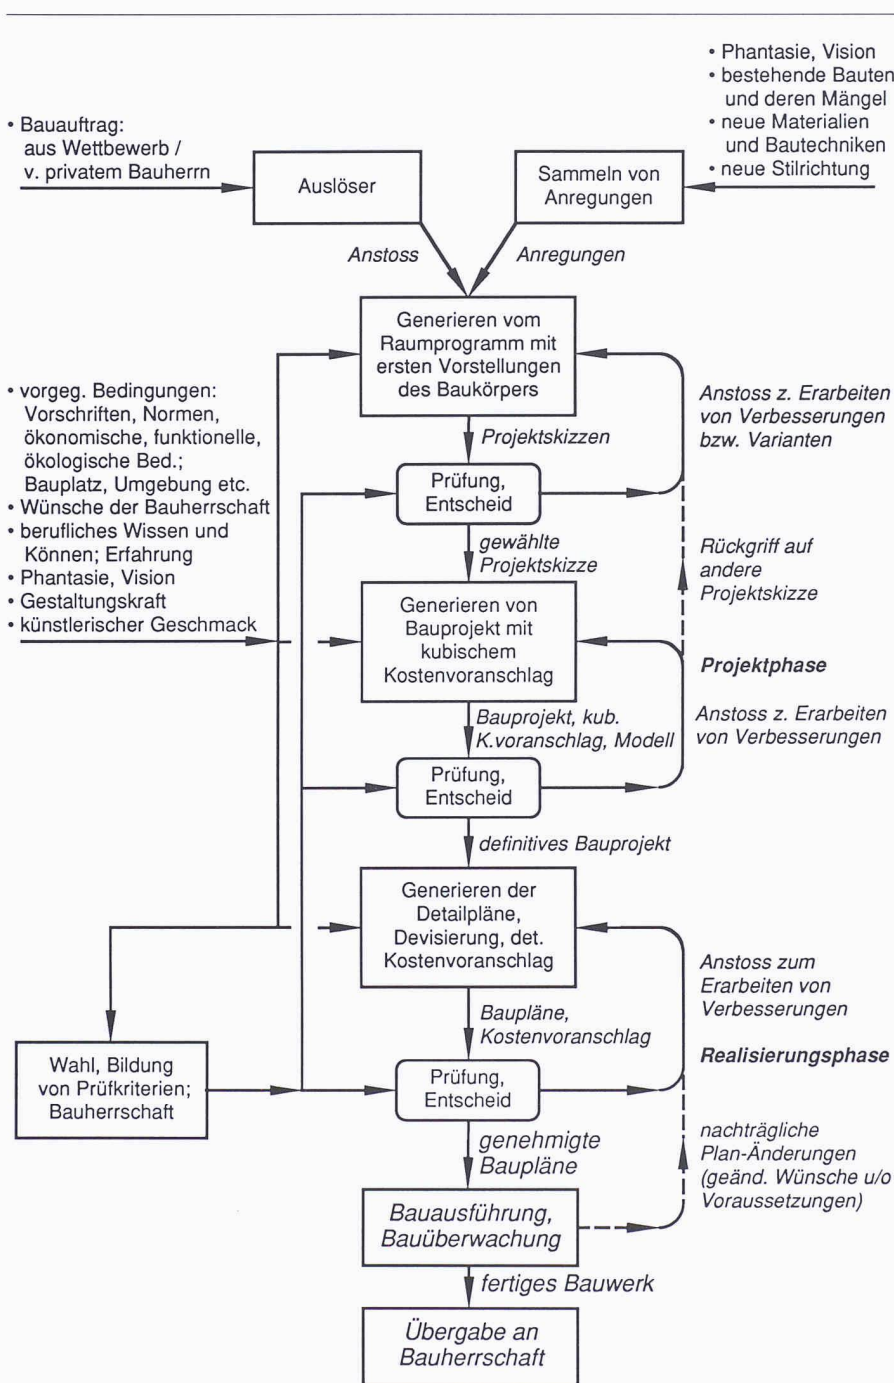 • Phantasie, Vision
• bestehende Bauten
und deren Mängel
• neue Materialien
und Bautechniken
• neue Stilrichtung
• Bauauftrag:
aus Wettbewerb /
v. privatem Bauherrn
Auslöser
Sammeln von
Anregungen
Anstoss
Anregungen
Generieren vom
Raumprogramm mit
ersten Vorstellungen
des Baukörpers
• vorgeg. Bedingungen:
Vorschriften, Normen,
ökonomische, funktionelle,
ökologische Bed.;
Bauplatz, Umgebung etc.
• Wünsche der Bauherrschaft
• berufliches Wissen und
Können; Erfahrung
• Phantasie, Vision
• Gestaltungskraft
• künstlerischer Geschmack
Anstoss z. Erarbeiten
von Verbesserungen
bzw. Varianten
Projektskizzen
Prüfung,
Entscheid
gewählte
Projektskizze
Rückgriff auf
andere
Projektskizze
Generieren von
Bauprojekt mit
kubischem
Kostenvoranschlag
Projektphase
Bauprojekt, kub.
K.voranschlag, Modell
Anstoss z. Erarbeiten
von Verbesserungen
Prüfung,
Entscheid
definitives Bauprojekt
Generieren der
Detailpläne,
Devisierung, det.
Kostenvoranschlag
Anstoss zum
Erarbeiten von
Verbesserungen
Baupläne,
Kostenvoranschlag
Realisierungsphase
Wahl, Bildung
von Prüfkriterien;
Bauherrschaft
Prüfung,
Entscheid
genehmigte
Baupläne
nachträgliche
Plan-Änderungen
(geänd. Wünsche u/o
Voraussetzungen)
Bauausführung,
Bauüberwachung
fertiges Bauwerk
Übergabe an
Bauherrschaft